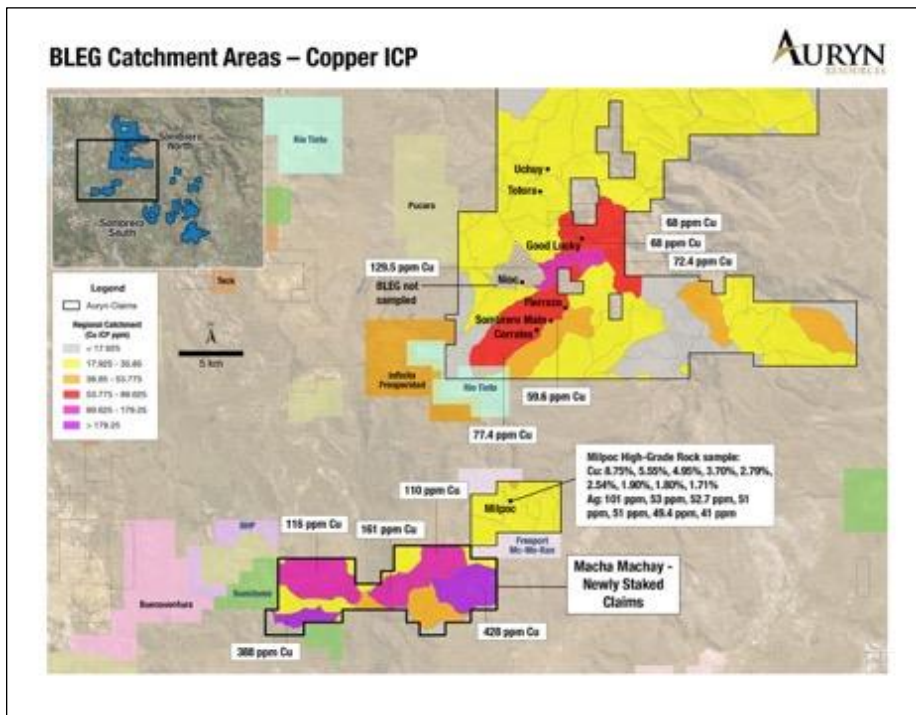 BLEG Catchment Areas – Copper ICP
AURYN
RESOURCES
Sombrero
North
Sombrero
South
Rio Tinto
Pucara
Uchuy
Totora
68 ppm Cu
Good Lucky
68 ppm Cu
72.4 ppm Cu
129.5 ppm Cu
Nioc
BLEG not
sampled
Teck
Legend
Auryn Claims
Regional Catchment
(Cu ICP ppm)
< 17.925
17.925 - 35.85
53.775 - 89.625
89.625 - 179.25
> 179.25
5 km
Fierrazo
Sombrero Main
Corrales
Rio Tinto
59.6 ppm Cu
77.4 ppm Cu
Milpoc High-Grade Rock sample:
Cu: 8.75%, 5.55%, 4.95%, 3.70%, 2.79%,
2.54%, 1.90%, 1.80%, 1.71%
Ag: 101 ppm, 53 ppm, 52.7 ppm, 51
ppm, 51 ppm, 49.4 ppm, 41 ppm
110 ppm Cu
Milpoc
116 ppm Cu
161 ppm Cu
BHP
Freeport
Mc-Mo-Ran
Macha Machay -
Newly Staked
Claims
Sumitomo
Buenaventura
428 ppm Cu
388 ppm Cu